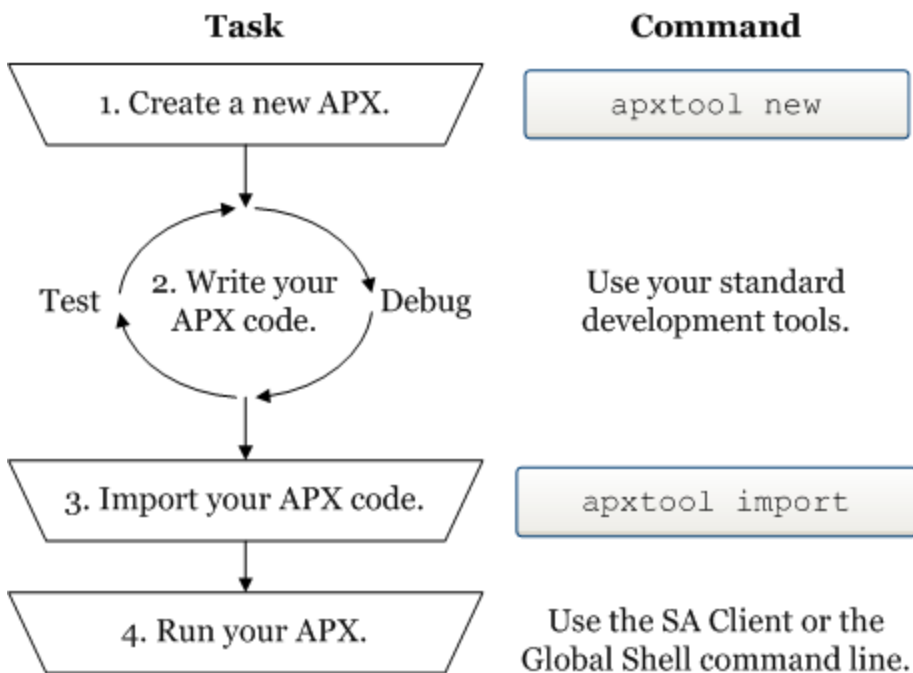 Task
Command
1. Create a new APX.
apxtool new
Test
2. Write your
APX code.
Debug
Use your standard
development tools.
3. Import your APX code.
apxtool import
4. Run your APX.
Use the SA Client or the
Global Shell command line.